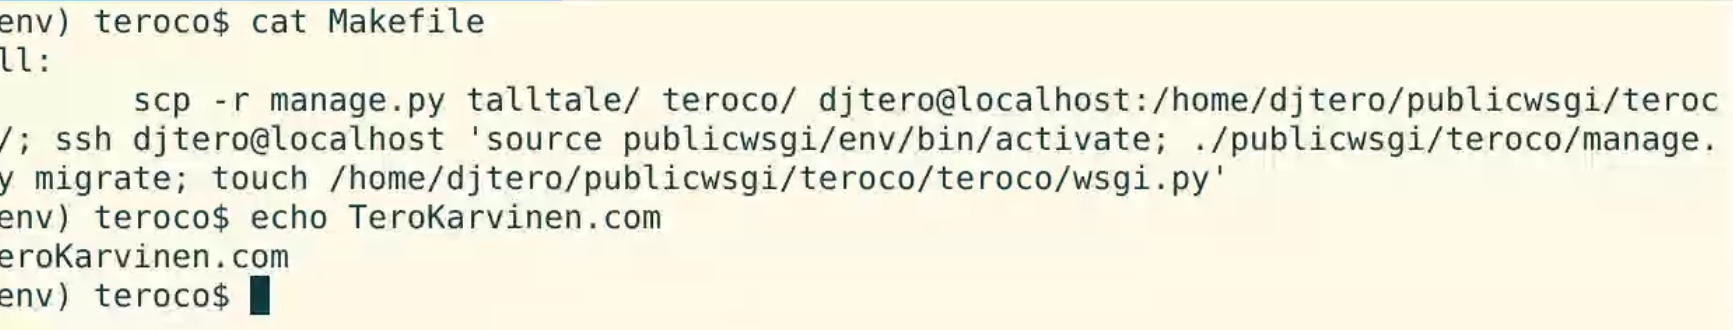 env) teroco$ cat Makefile
ll:
scp -r manage.py talltale/ teroco/ djtero@localhost:/home/djtero/publicwsgi/teroc
/; ssh djtero@localhost 'source publicwsgi/env/bin/activate; ./publicwsgi/teroco/manage.
y migrate; touch /home/djtero/publicwsgi/teroco/teroco/wsgi.py'
env) teroco$ echo TeroKarvinen.com
eroKarvinen.com
env) teroco$